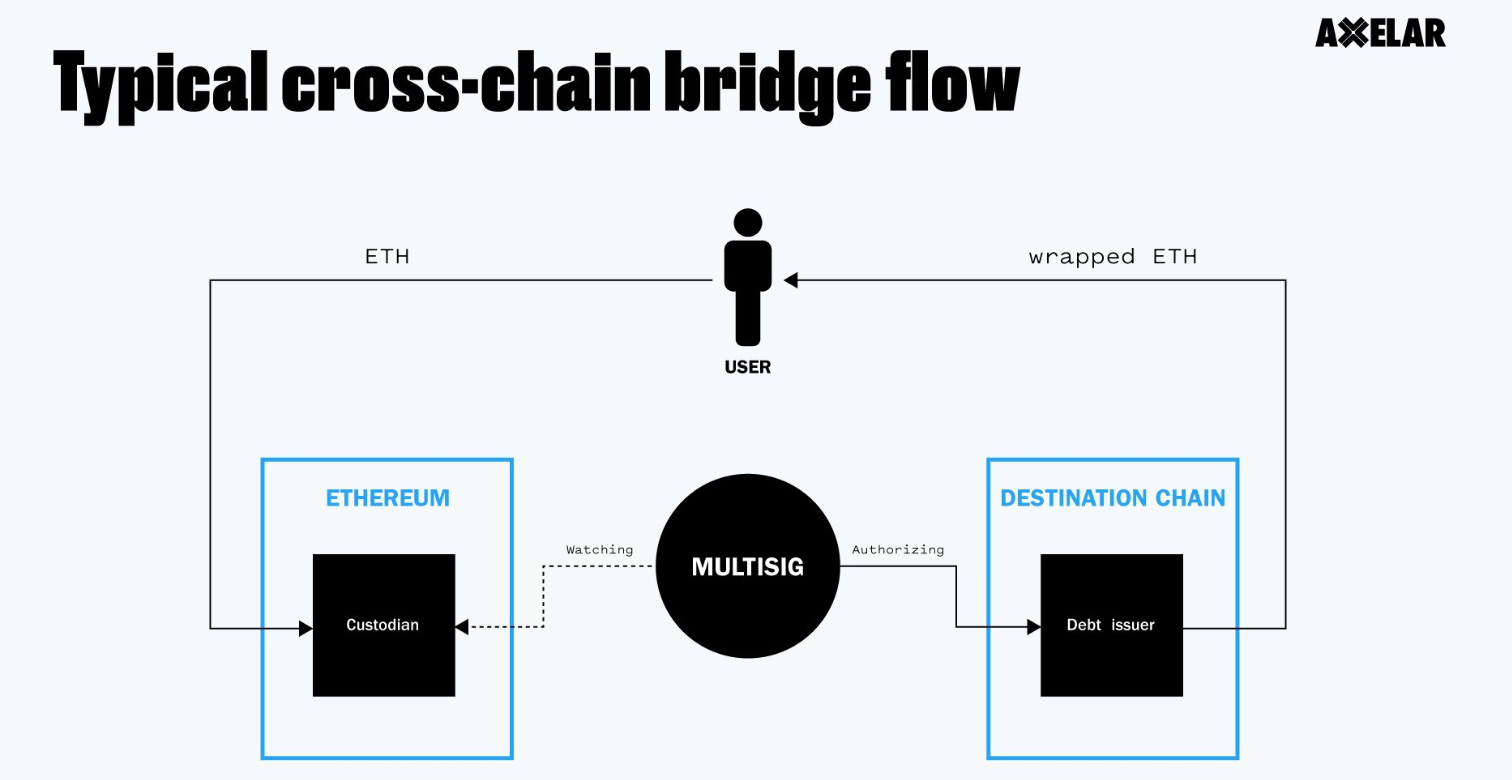 AXELAR
Typical cross-chain bridge flow
ETH
wrapped ETH
USER
ETHEREUM
DESTINATION CHAIN
Watching
MULTISIG
Authorizing
Custodian
Debt issuer